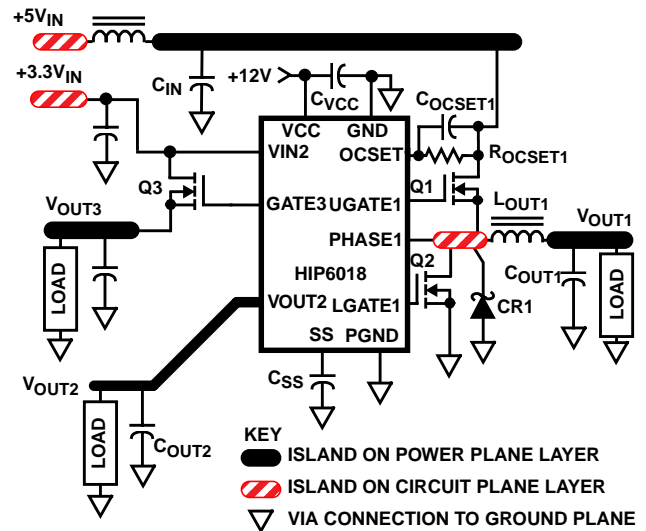 +5VIN
+3.3VIN
CIN
+12V
CVCC
COCSET1
VCC
GND
OCSET
ROCSET1
VIN2
Q3
Q1
GATE3
UGATE1
LOUT1
VOUT3
VOUT1
PHASE1
LOAD
HIP6018
Q2
COUT1
LOAD
VOUT2
LGATE1
CR1
SS
PGND
VOUT2
CSS
LOAD
COUT2
KEY
ISLAND ON POWER PLANE LAYER
ISLAND ON CIRCUIT PLANE LAYER
VIA CONNECTION TO GROUND PLANE